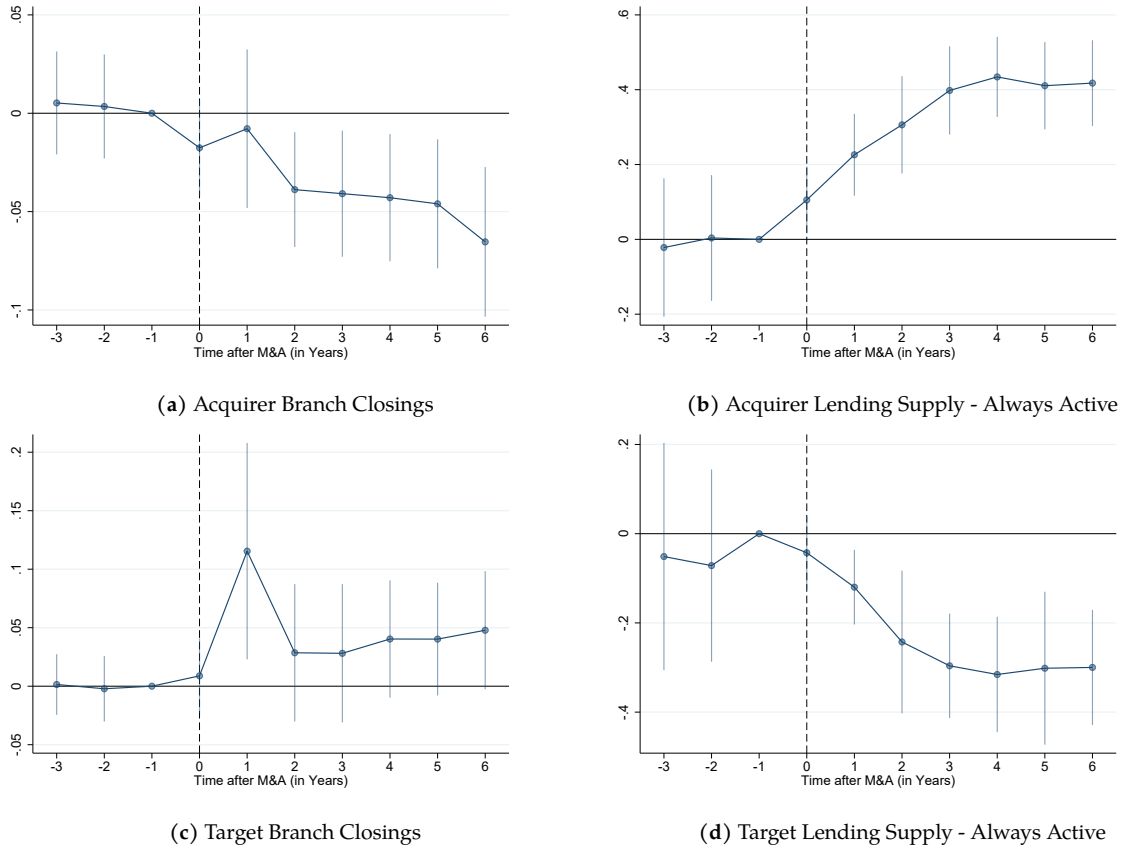 .05
0
-.05
-.1
-3 -2 -1 0 1 2 3 4 5 6
Time after M&A (in Years)
(a) Acquirer Branch Closings
.6
.4
.2
0
-.2
-3 -2 -1 0 1 2 3 4 5 6
Time after M&A (in Years)
(b) Acquirer Lending Supply - Always Active
.2
.15
.1
.05
0
-.05
-3 -2 -1 0 1 2 3 4 5 6
Time after M&A (in Years)
(c) Target Branch Closings
.2
0
-.2
-.4
-3 -2 -1 0 1 2 3 4 5 6
Time after M&A (in Years)
(d) Target Lending Supply - Always Active